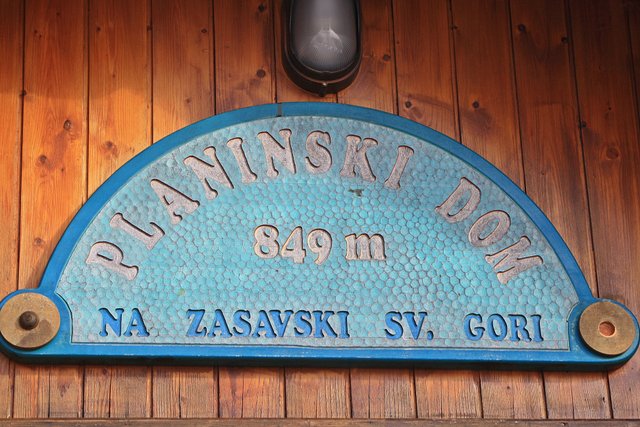 PLANINSKI DOM
849 m
NA ZASAVSKI SV. GORI